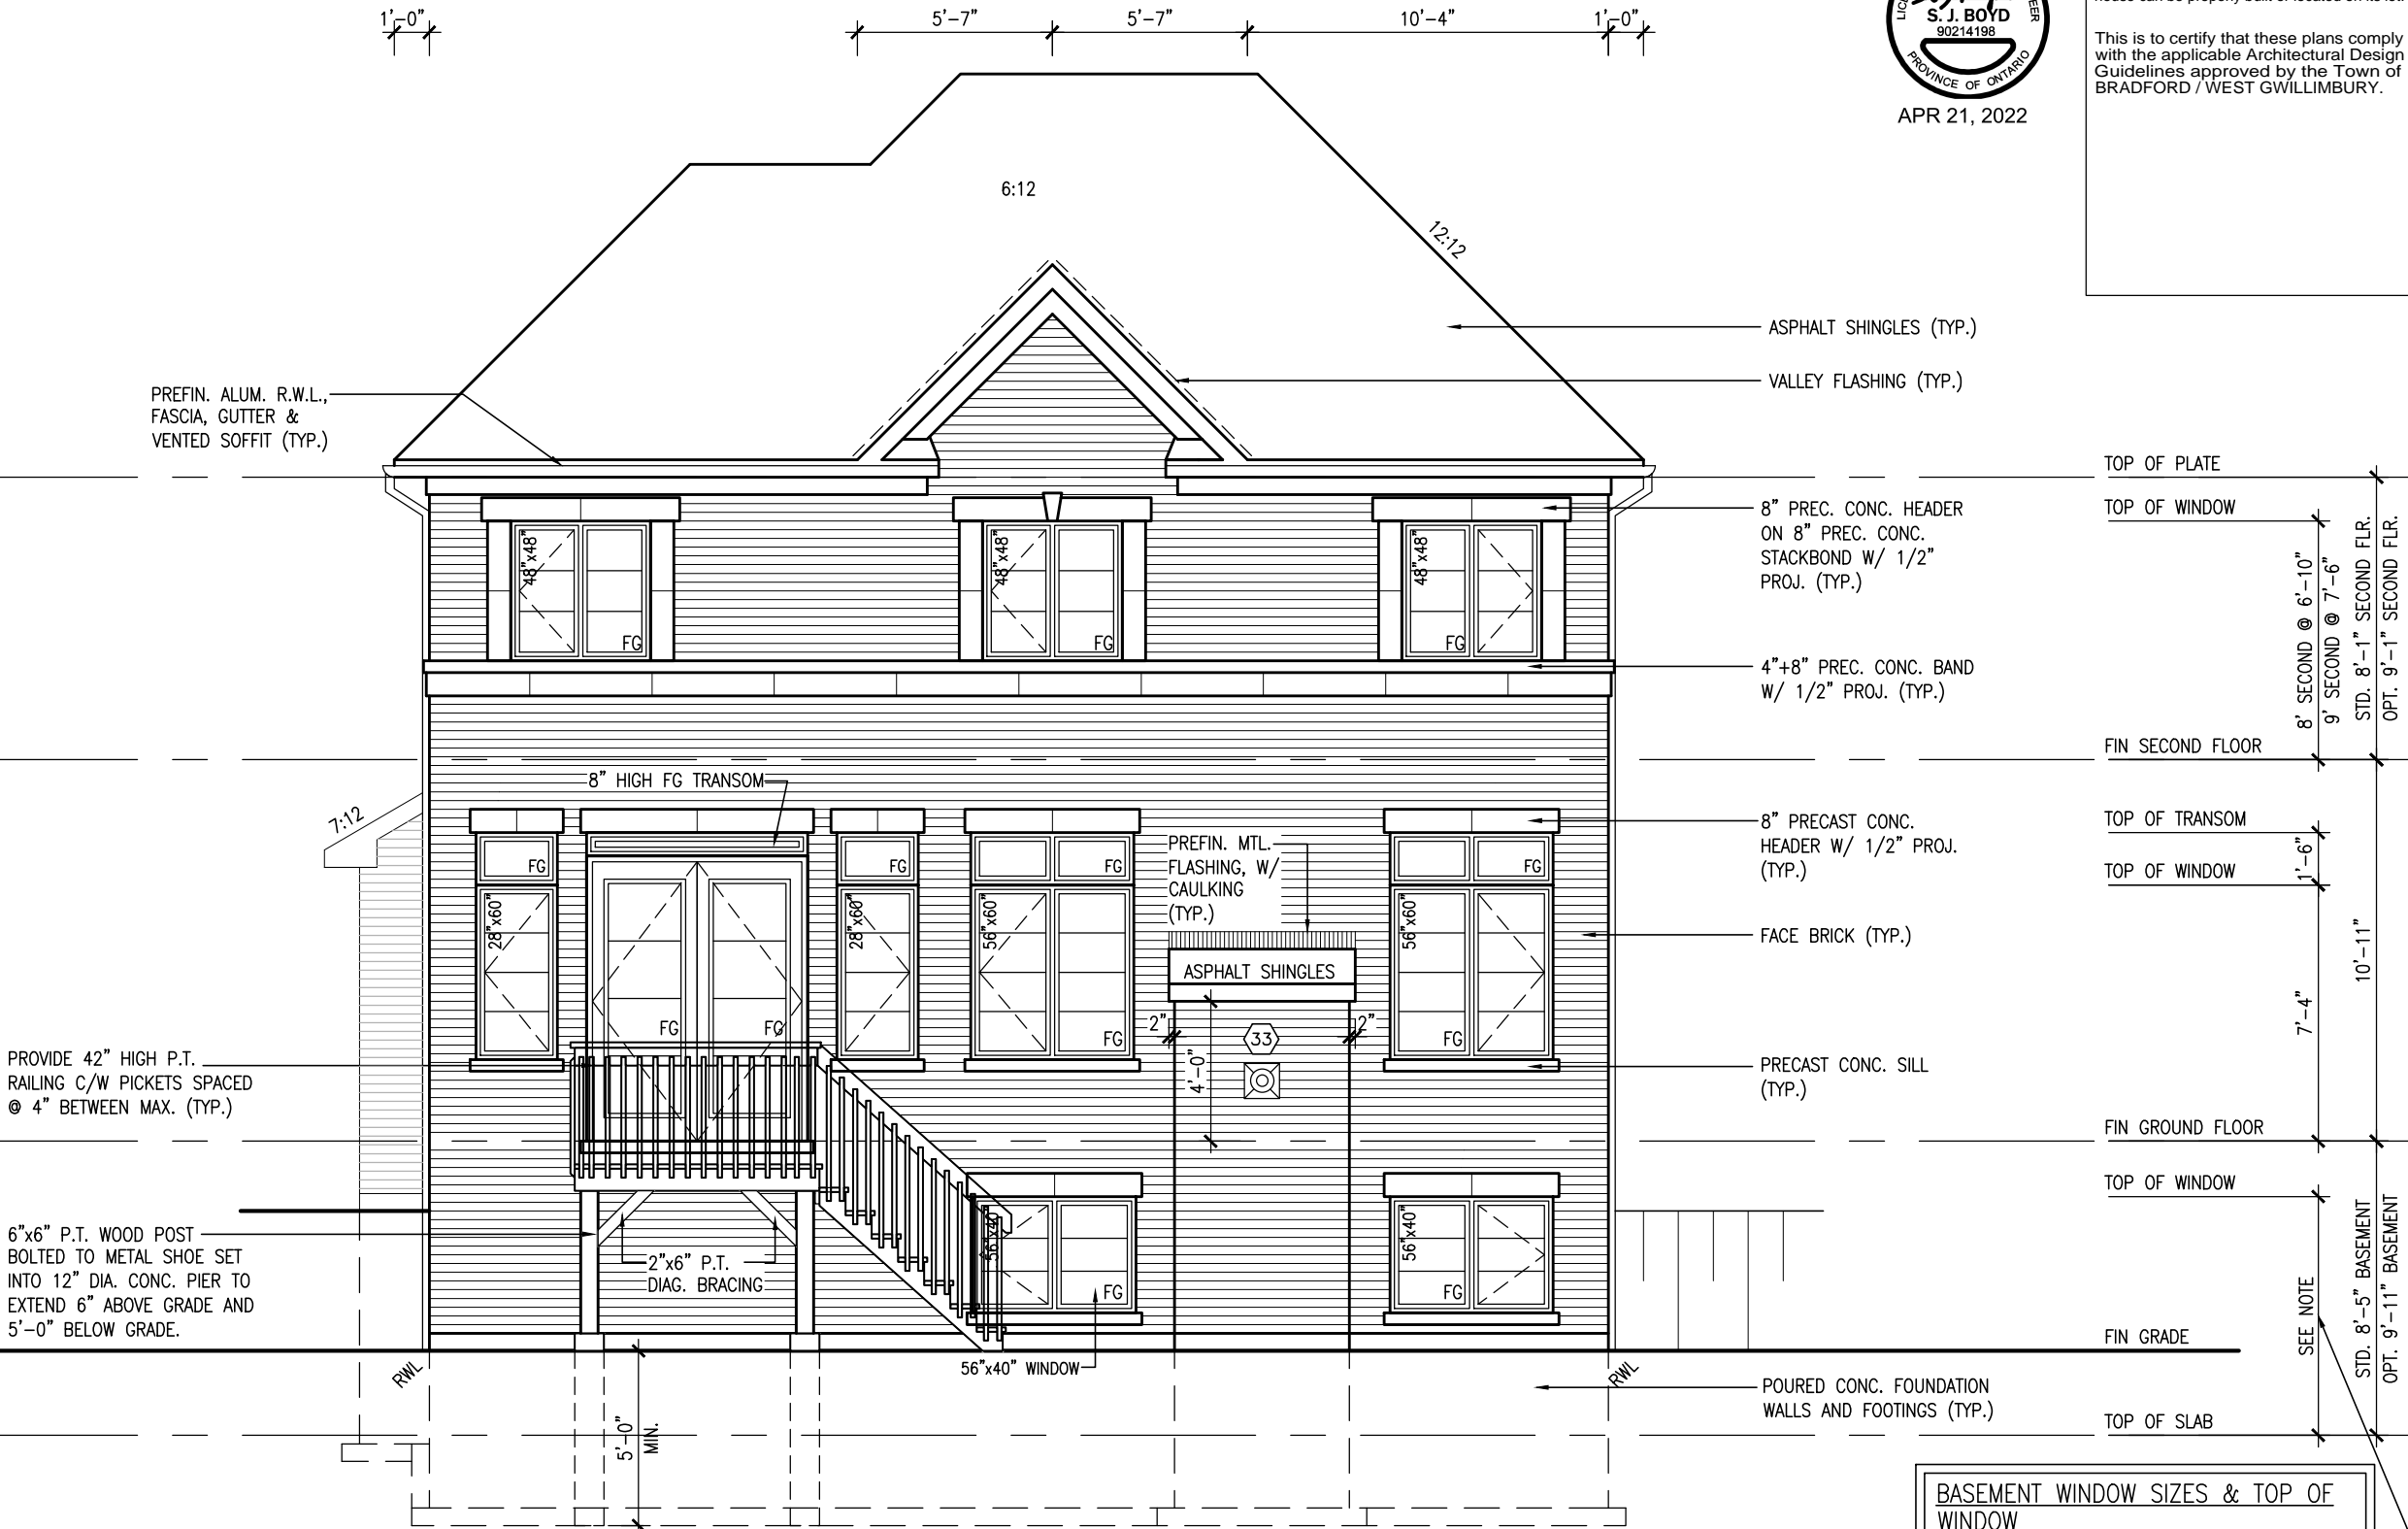 1'-0"
5'-7"
5'-7"
10'-4"
1'-0"
S. J. BOYD
90214198
PROVINCE OF ONTARIO
APR 21, 2022
This is to certify that these plans comply
with the applicable Architectural Design
Guidelines approved by the Town of
BRADFORD / WEST GWILLIMBURY.
6:12
12:12
ASPHALT SHINGLES (TYP.)
VALLEY FLASHING (TYP.)
PREFIN. ALUM. R.W.L.,
FASCIA, GUTTER &
VENTED SOFFIT (TYP.)
TOP OF PLATE
TOP OF WINDOW
8" PREC. CONC. HEADER
ON 8" PREC. CONC.
STACKBOND W/ 1/2"
PROJ. (TYP.)
48"x48"
FG
48"x48"
FG
48"x48"
FG
4"+8" PREC. CONC. BAND
W/ 1/2" PROJ. (TYP.)
8' SECOND @ 6'-10"
9' SECOND @ 7'-6"
STD. 8'-1" SECOND FLR.
OPT. 9'-1" SECOND FLR.
FIN SECOND FLOOR
8" HIGH FG TRANSOM
7:12
8" PRECAST CONC.
HEADER W/ 1/2" PROJ.
(TYP.)
TOP OF TRANSOM
1'-6"
TOP OF WINDOW
PREFIN. MTL.
FLASHING, W/
CAULKING
(TYP.)
FG
FG
FG
FG
28"x60"
28"x60"
56"x60"
56"x60"
FACE BRICK (TYP.)
10'-11"
ASPHALT SHINGLES
7'-4"
FG
FG
FG
FG
2"
33
2"
4'-0"
PROVIDE 42" HIGH P.T.
RAILING C/W PICKETS SPACED
@ 4" BETWEEN MAX. (TYP.)
PRECAST CONC. SILL
(TYP.)
FIN GROUND FLOOR
TOP OF WINDOW
6"x6" P.T. WOOD POST
BOLTED TO METAL SHOE SET
INTO 12" DIA. CONC. PIER TO
EXTEND 6" ABOVE GRADE AND
5'-0" BELOW GRADE.
2"x6" P.T.
DIAG. BRACING
56"x40"
FG
56"x40"
FG
SEE NOTE
STD. 8'-5" BASEMENT
OPT. 9'-11" BASEMENT
FIN GRADE
RWL
56"x40" WINDOW
RWL
POURED CONC. FOUNDATION
WALLS AND FOOTINGS (TYP.)
TOP OF SLAB
5'-0"
MIN.
BASEMENT WINDOW SIZES & TOP OF
WINDOW